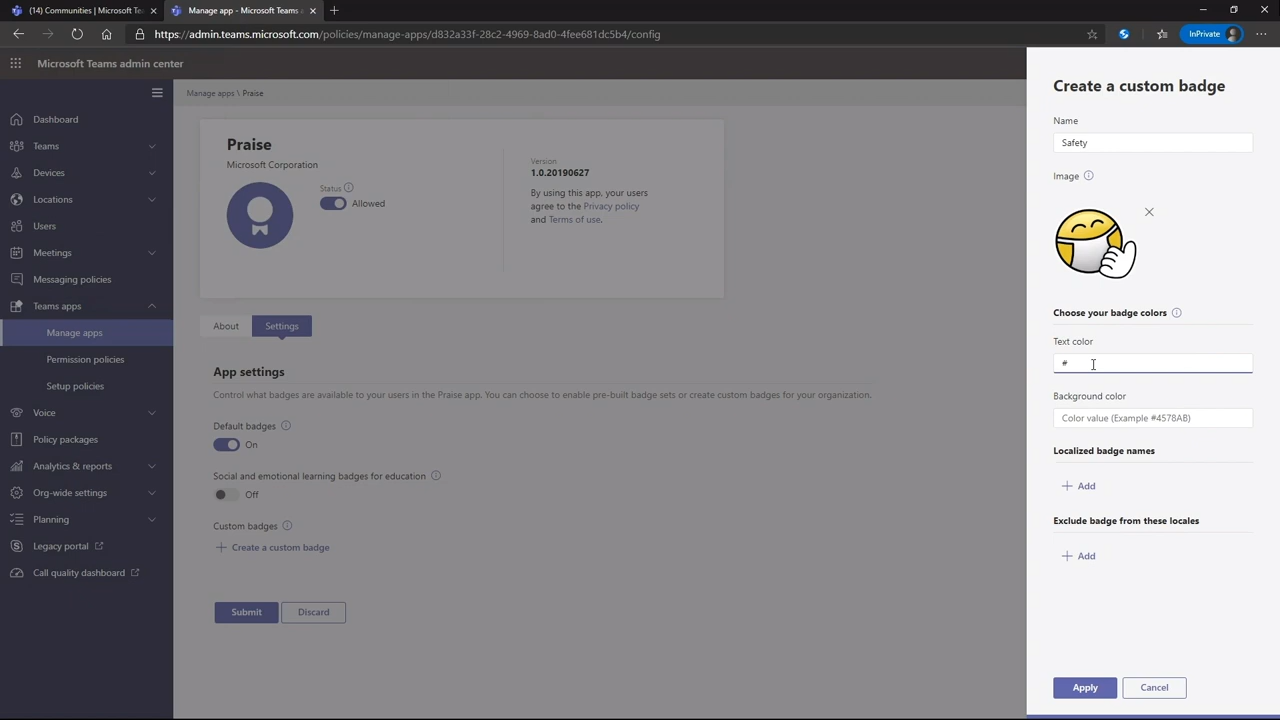 (14) Communities | Microsoft Tea
Manage app - Microsoft Teams a
https://admin.teams.microsoft.com/policies/manage-apps/d832a33f-28c2-4969-8ad0-4fee681dc5b4/config
InPrivate
Microsoft Teams admin center
Dashboard
Teams
Devices
Locations
Users
Meetings
Messaging policies
Teams apps
Manage apps
Permission policies
Setup policies
Voice
Policy packages
Analytics & reports
Org-wide settings
Planning
Legacy portal
Call quality dashboard
Manage apps \ Praise
Praise
Microsoft Corporation
Status
Allowed
Version
1.0.20190627
By using this app, your users
agree to the Privacy policy
and Terms of use.
About
Settings
App settings
Control what badges are available to your users in the Praise app. You can choose to enable pre-built badge sets or create custom badges for your organization.
Default badges
On
Social and emotional learning badges for education
Off
Custom badges
Create a custom badge
Submit
Discard
Create a custom badge
Name
Safety
Image
Choose your badge colors
Text color
#
Background color
Color value (Example #4578AB)
Localized badge names
Add
Exclude badge from these locales
Add
Apply
Cancel